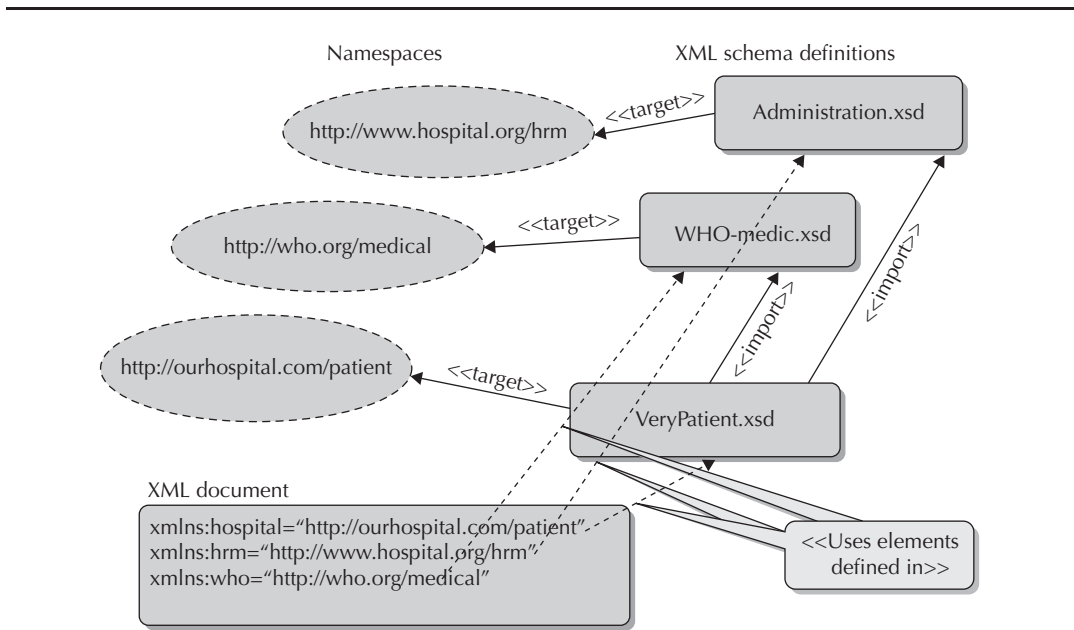 Namespaces
XML schema definitions
<<target>>
Administration.xsd
http://www.hospital.org/hrm
<<target>>
WHO-medic.xsd
http://who.org/medical
<<import>>
<<import>>
http://ourhospital.com/patient
<<target>>
VeryPatient.xsd
XML document
xmlns:hospital=“http://ourhospital.com/patient”
xmlns:hrm=“http://www.hospital.org/hrm”
xmlns:who=“http://who.org/medical”
<<Uses elements
defined in>>